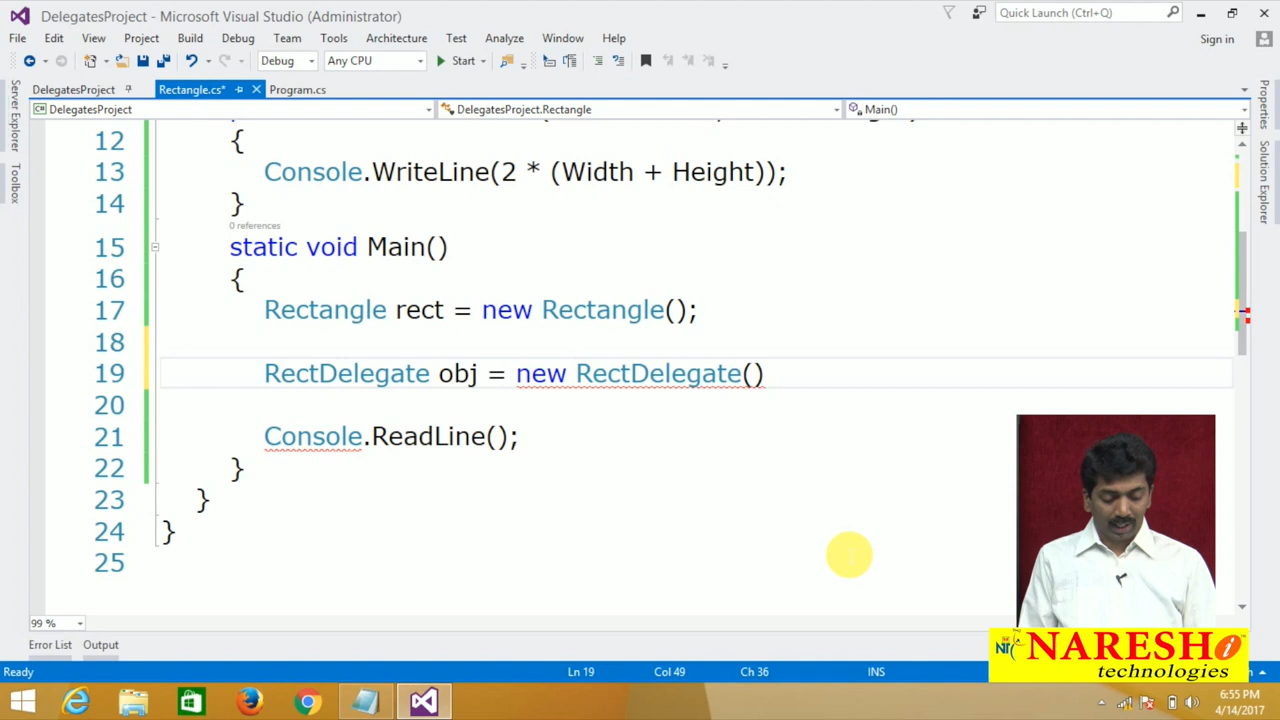 DelegatesProject - Microsoft Visual Studio (Administrator)
Quick Launch (Ctrl+Q)
File Edit View Project Build Debug Team Tools Architecture Test Analyze Window Help
Sign in
Debug Any CPU Start
DelegatesProject Rectangle.cs* Program.cs
DelegatesProject DelegatesProject.Rectangle Main()
Server Explorer
Toolbox
Properties
Solution Explorer
12 {
13 Console.WriteLine(2 * (Width + Height));
14 }
0 references
15 static void Main()
16 {
17 Rectangle rect = new Rectangle();
18
19 RectDelegate obj = new RectDelegate()
20
21 Console.ReadLine();
22 }
23 }
24 }
25
99 %
Error List Output
Ready Ln 19 Col 49 Ch 36 INS
NARESH i
technologies
6:55 PM
4/14/2017